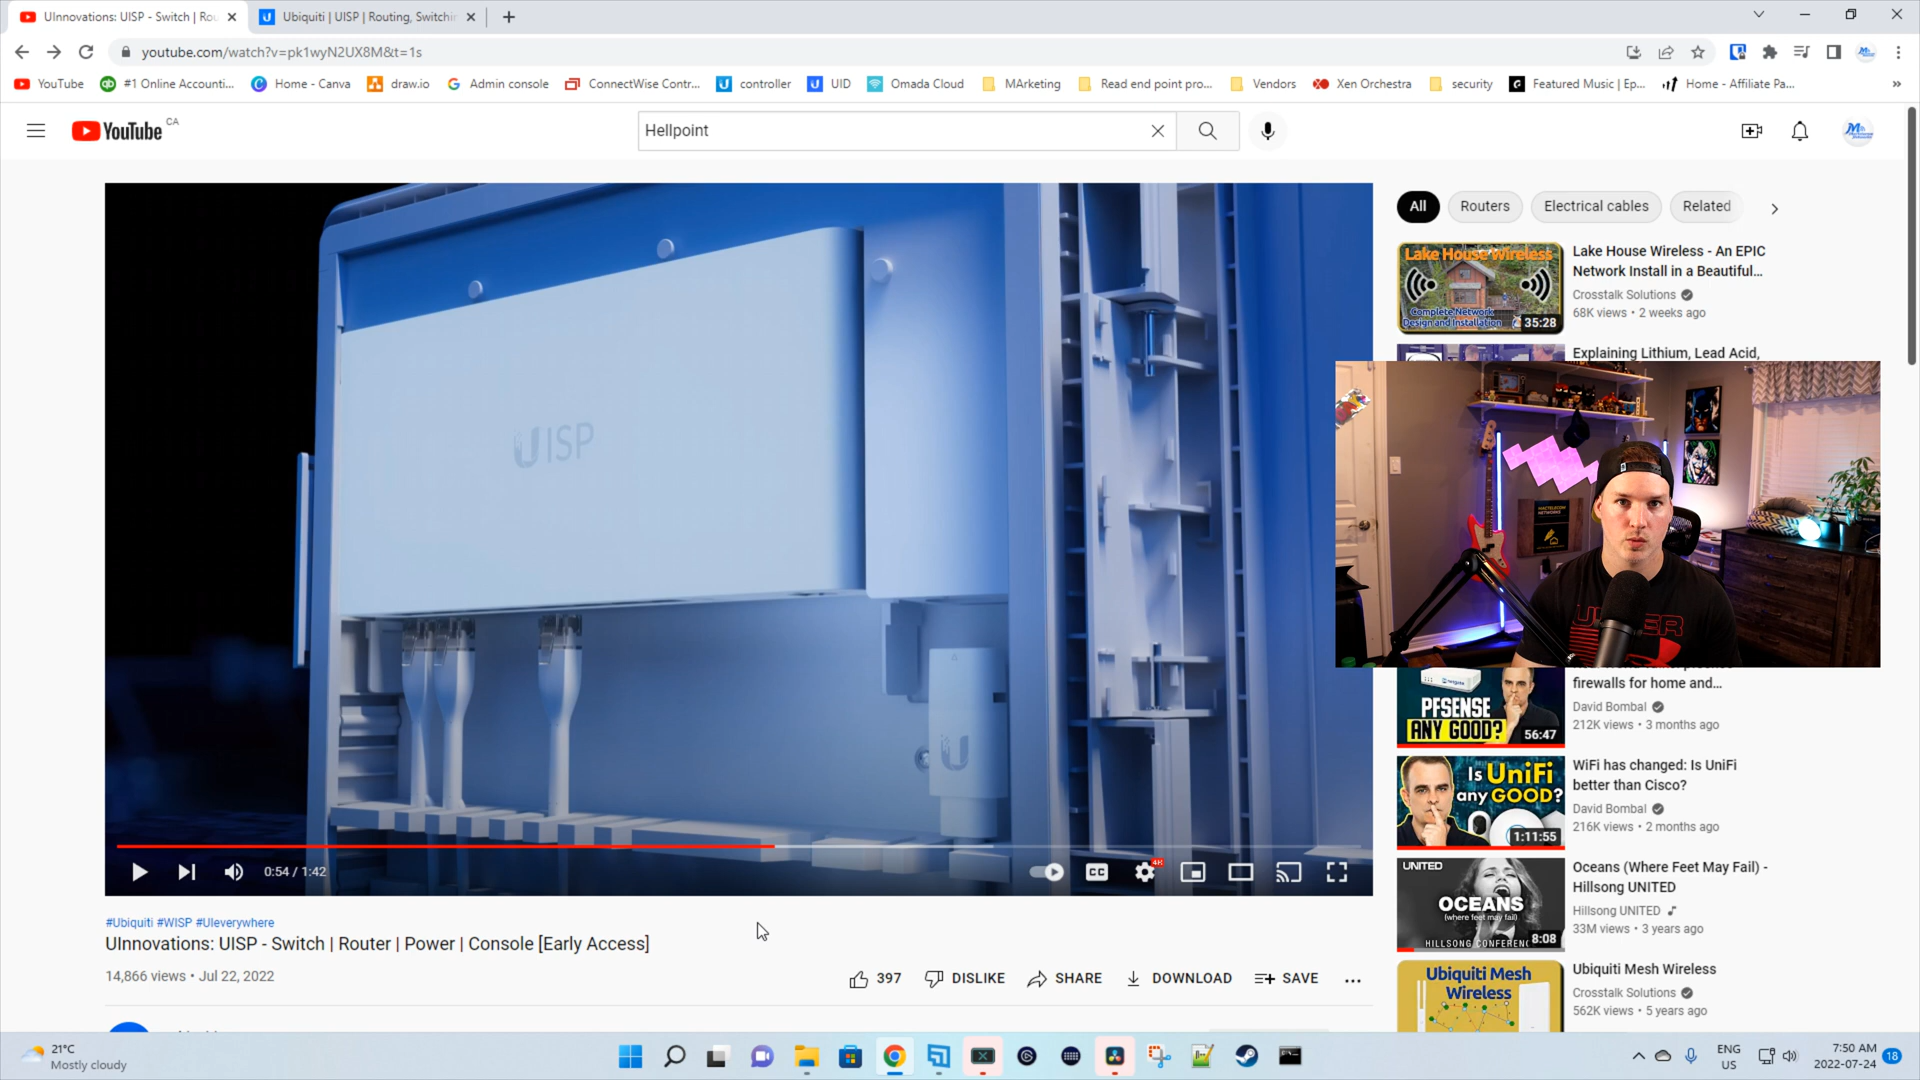 UInnovations: UISP - Switch | Rou
Ubiquiti | UISP | Routing, Switchin
youtube.com/watch?v=pk1wyN2UX8M&t=1s
YouTube
#1 Online Accounti...
Home - Canva
draw.io
Admin console
ConnectWise Contr...
controller
UID
Omada Cloud
MArketing
Read end point pro...
Vendors
Xen Orchestra
security
Featured Music | Ep...
Home - Affiliate Pa...
YouTube CA
Hellpoint
UISP
All
Routers
Electrical cables
Related
Lake House Wireless
Complete Network
Design and Installation
35:28
Lake House Wireless - An EPIC
Network Install in a Beautiful...
Crosstalk Solutions
68K views • 2 weeks ago
Explaining Lithium, Lead Acid,
firewalls for home and...
David Bombal
212K views • 3 months ago
PFSENSE
ANY GOOD?
56:47
WiFi has changed: Is UniFi
better than Cisco?
David Bombal
216K views • 2 months ago
Is UniFi
any GOOD?
1:11:55
Oceans (Where Feet May Fail) -
Hillsong UNITED
Hillsong UNITED
33M views • 3 years ago
UNITED
OCEANS
(where feet may fail)
HILLSONG CONFEREN
8:08
Ubiquiti Mesh Wireless
Crosstalk Solutions
562K views • 5 years ago
Ubiquiti Mesh
Wireless
0:54 / 1:42
CC
4K
#Ubiquiti #WISP #UIeverywhere
UInnovations: UISP - Switch | Router | Power | Console [Early Access]
14,866 views • Jul 22, 2022
397
DISLIKE
SHARE
DOWNLOAD
SAVE
21°C
Mostly cloudy
ENG
US
7:50 AM
2022-07-24
18